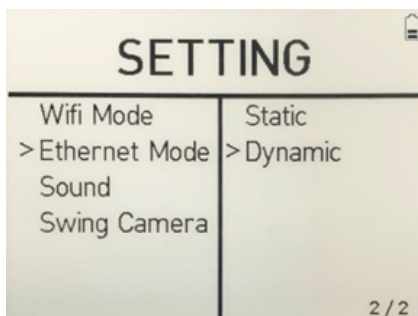 SETTING
Wifi Mode
> Ethernet Mode
Sound
Swing Camera
Static
> Dynamic
2 / 2